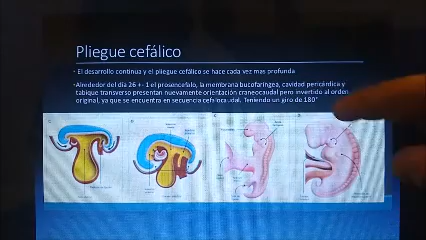 Pliegue cefálico
El desarrollo continua y el pliegue cefálico se hace cada vez mas profunda
Alrededor del día 26 +- 1 el prosencéfalo, la membrana bucofaríngea, cavidad pericárdica y
tabique transverso presentan nuevamente orientación craneocaudal pero invertido al orden
original, ya que se encuentra en secuencia cefalocaudal. Teniendo un giro de 180°